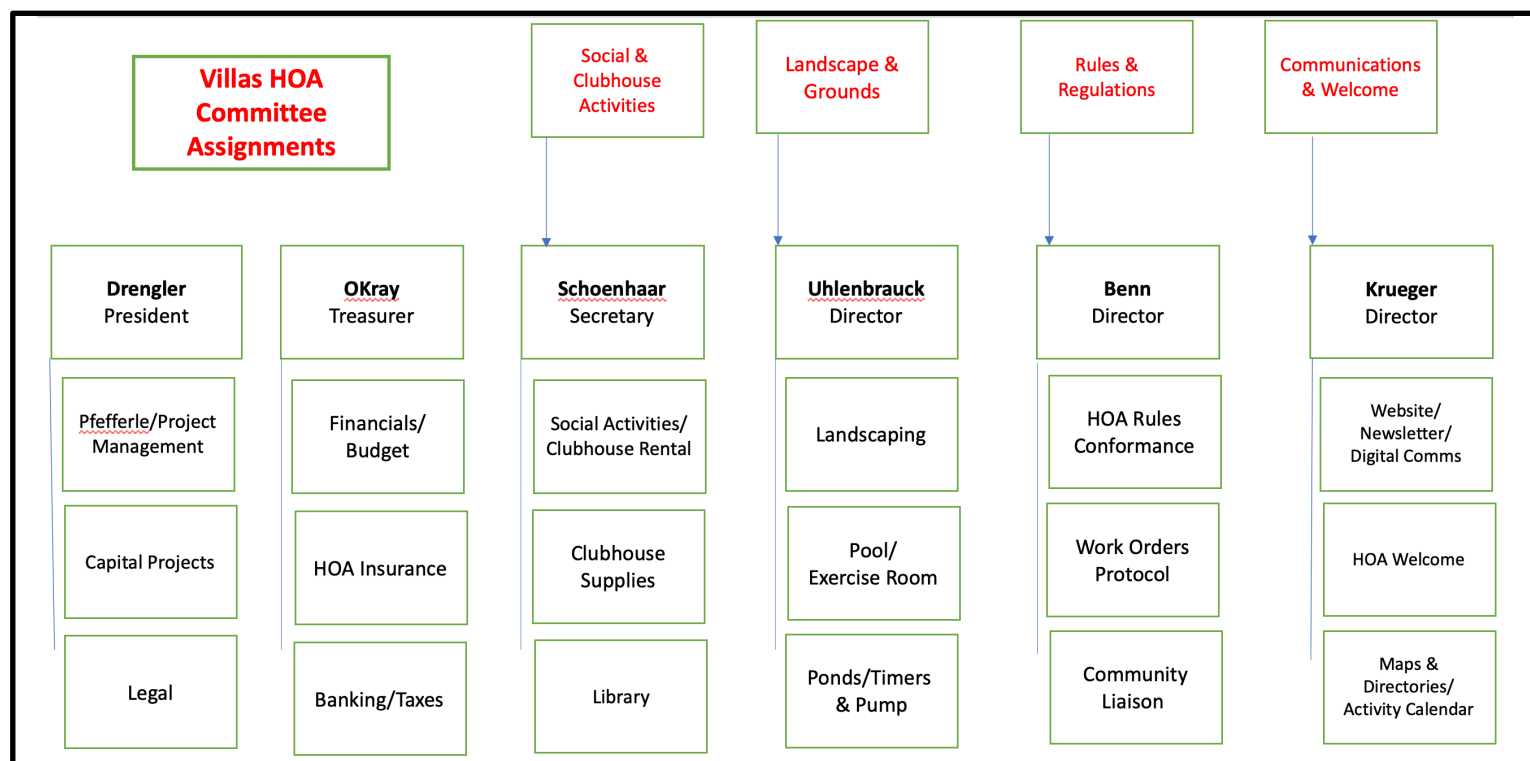 Villas HOA
Committee
Assignments
Social &
Clubhouse
Activities
Landscape &
Grounds
Rules &
Regulations
Communications
& Welcome
Drengler
President
OKray
Treasurer
Schoenhaar
Secretary
Uhlenbrauck
Director
Benn
Director
Krueger
Director
Pfefferle/Project
Management
Financials/
Budget
Social Activities/
Clubhouse Rental
Landscaping
HOA Rules
Conformance
Website/
Newsletter/
Digital Comms
Capital Projects
HOA Insurance
Clubhouse
Supplies
Pool/
Exercise Room
Work Orders
Protocol
HOA Welcome
Legal
Banking/Taxes
Library
Ponds/Timers
& Pump
Community
Liaison
Maps &
Directories/
Activity Calendar